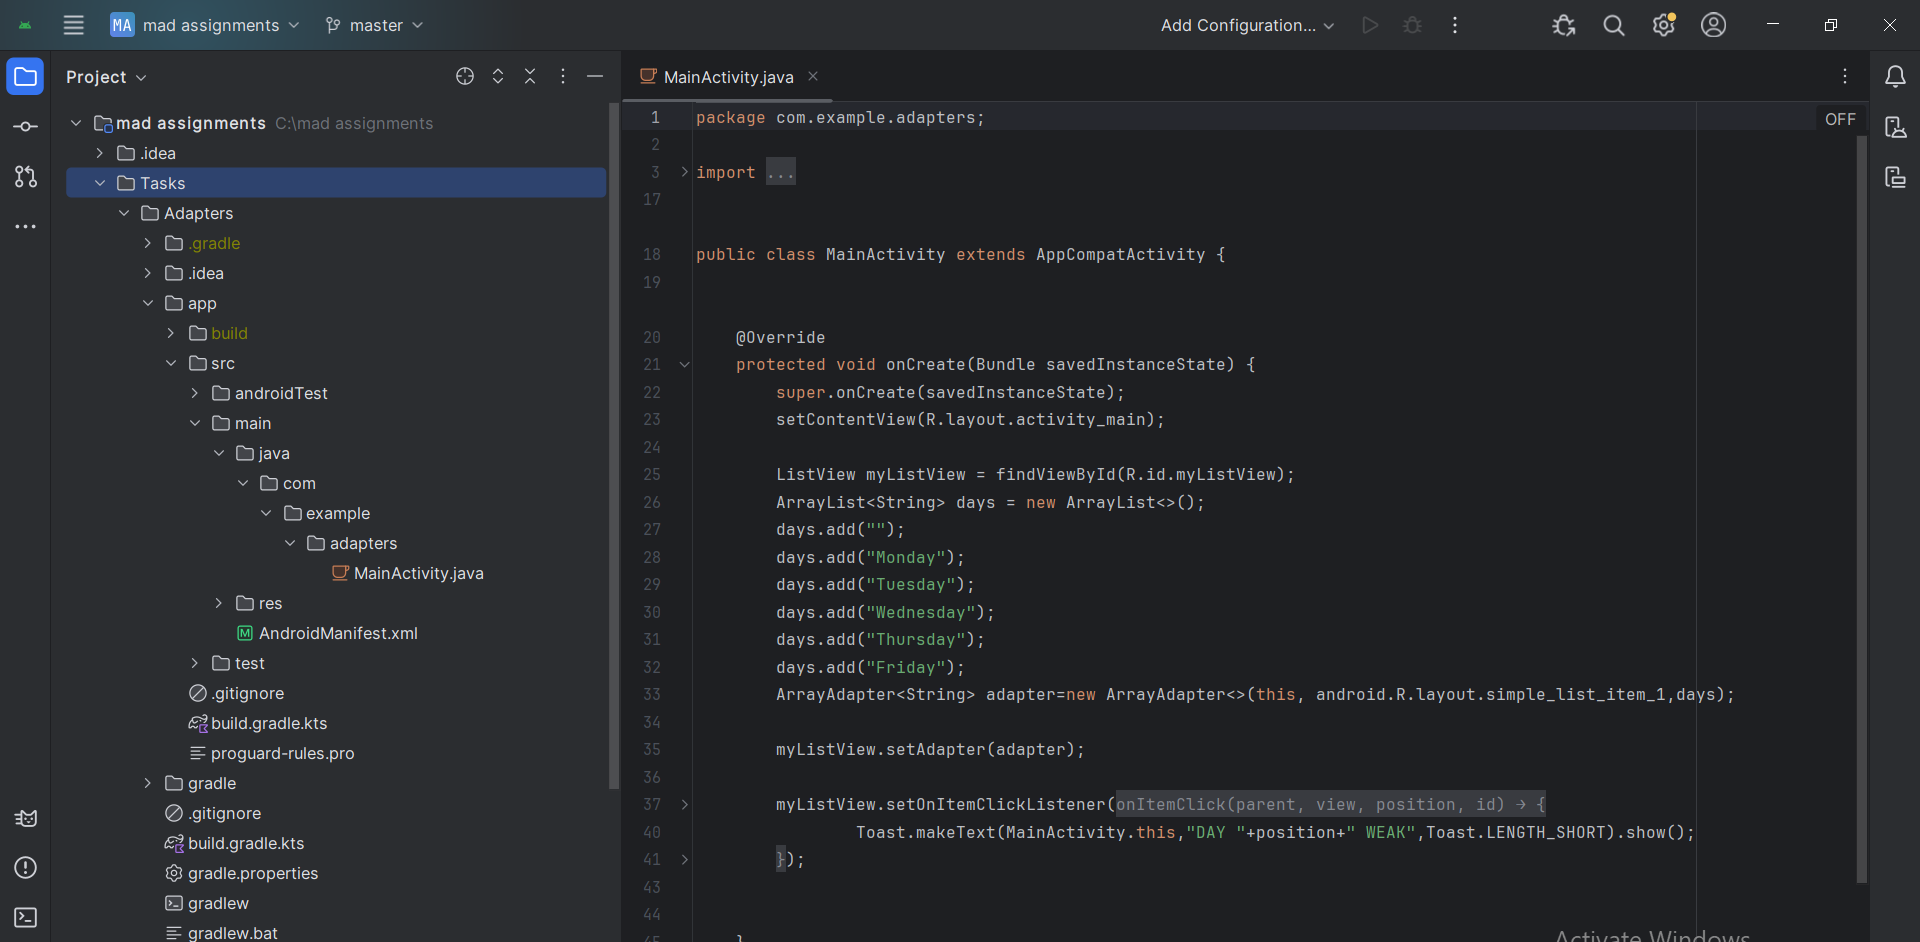 MA mad assignments master Add Configuration...
Project
mad assignments C:\mad assignments
.idea
Tasks
Adapters
.gradle
.idea
app
build
src
androidTest
main
java
com
example
adapters
MainActivity.java
res
AndroidManifest.xml
test
.gitignore
build.gradle.kts
proguard-rules.pro
gradle
.gitignore
build.gradle.kts
gradle.properties
gradlew
gradlew.bat
MainActivity.java
OFF
1 package com.example.adapters;
2
3 import ...
17
18 public class MainActivity extends AppCompatActivity {
19
20 @Override
21 protected void onCreate(Bundle savedInstanceState) {
22 super.onCreate(savedInstanceState);
23 setContentView(R.layout.activity_main);
24
25 ListView myListView = findViewById(R.id.myListView);
26 ArrayList<String> days = new ArrayList<>();
27 days.add("");
28 days.add("Monday");
29 days.add("Tuesday");
30 days.add("Wednesday");
31 days.add("Thursday");
32 days.add("Friday");
33 ArrayAdapter<String> adapter=new ArrayAdapter<>(this, android.R.layout.simple_list_item_1,days);
34
35 myListView.setAdapter(adapter);
36
37 myListView.setOnItemClickListener(onItemClick(parent, view, position, id) → {
40 Toast.makeText(MainActivity.this,"DAY "+position+" WEAK",Toast.LENGTH_SHORT).show();
41 });
43
44
45 }
Activate Windows